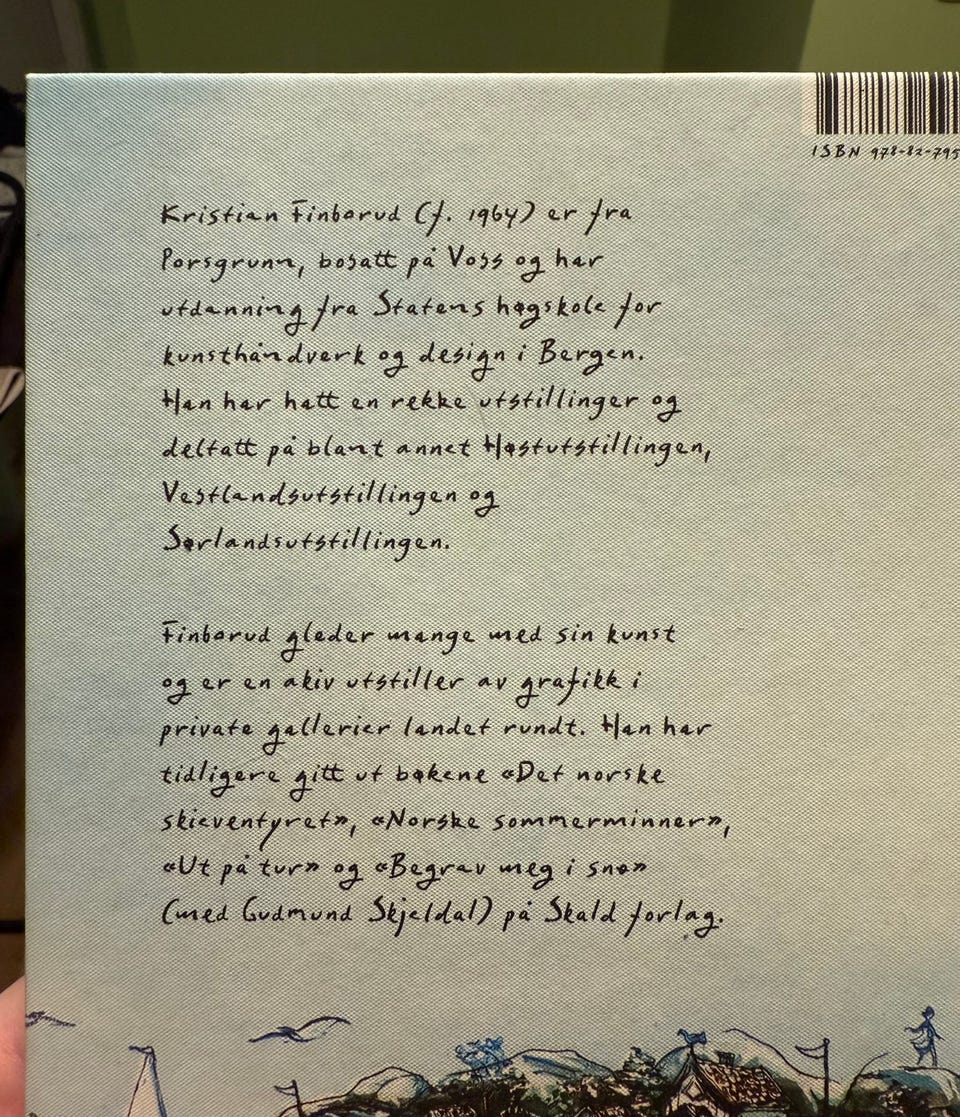 ISBN 978-82-795
Kristian Finborud (f. 1964) er fra
Porsgrunn, bosatt på Voss og har
utdanning fra Statens høgskole for
kunsthåndverk og design i Bergen.
Han har hatt en rekke utstillinger og
deltatt på blant annet Høstutstillingen,
Vestlandsutstillingen og
Sørlandsutstillingen.
Finborud gleder mange med sin kunst
og er en akiv utstiller av grafikk i
private gallerier landet rundt. Han har
tidligere gitt ut bøkene «Det norske
skieventyret», «Norske sommerminner»,
«Ut på tur» og «Begrav meg i snø»
(med Gudmund Skjeldal) på Skald forlag.